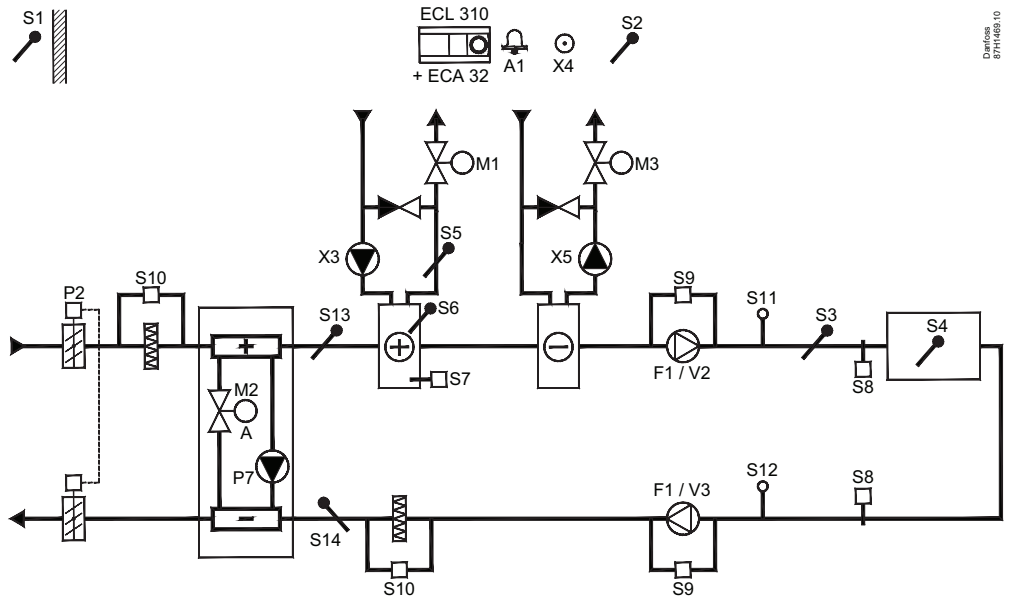 S1
ECL 310
+ ECA 32
A1
X4
S2
Danfoss
87H1469.10
M1
M3
S5
X3
X5
P2
S10
S13
S6
S9
S11
S3
S4
F1 / V2
S7
S8
M2
A
P7
S12
S8
F1 / V3
S14
S10
S9